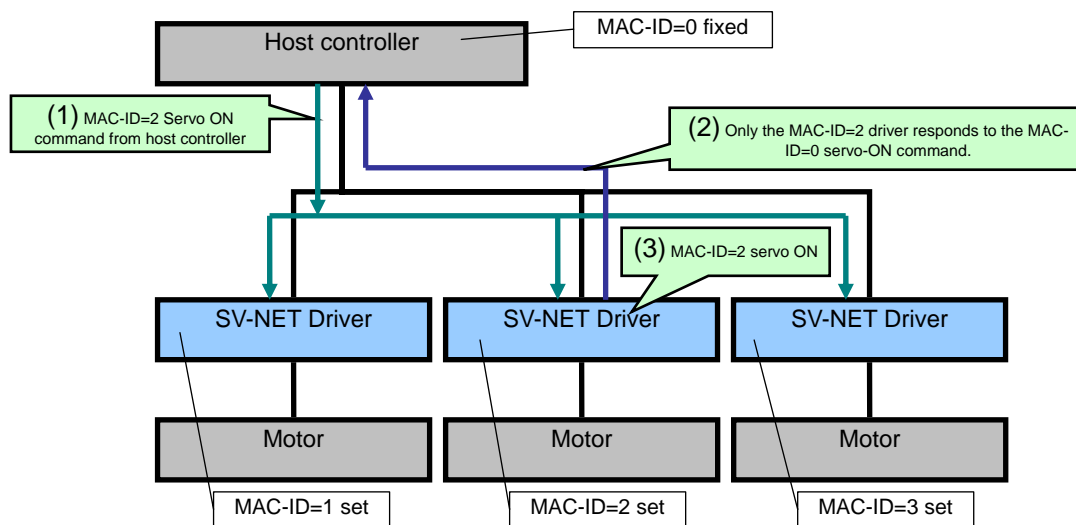 Host controller
MAC-ID=0 fixed
(1) MAC-ID=2 Servo ON
command from host controller
(2) Only the MAC-ID=2 driver responds to the MAC-
ID=0 servo-ON command.
(3) MAC-ID=2 servo ON
SV-NET Driver
SV-NET Driver
SV-NET Driver
Motor
Motor
Motor
MAC-ID=1 set
MAC-ID=2 set
MAC-ID=3 set